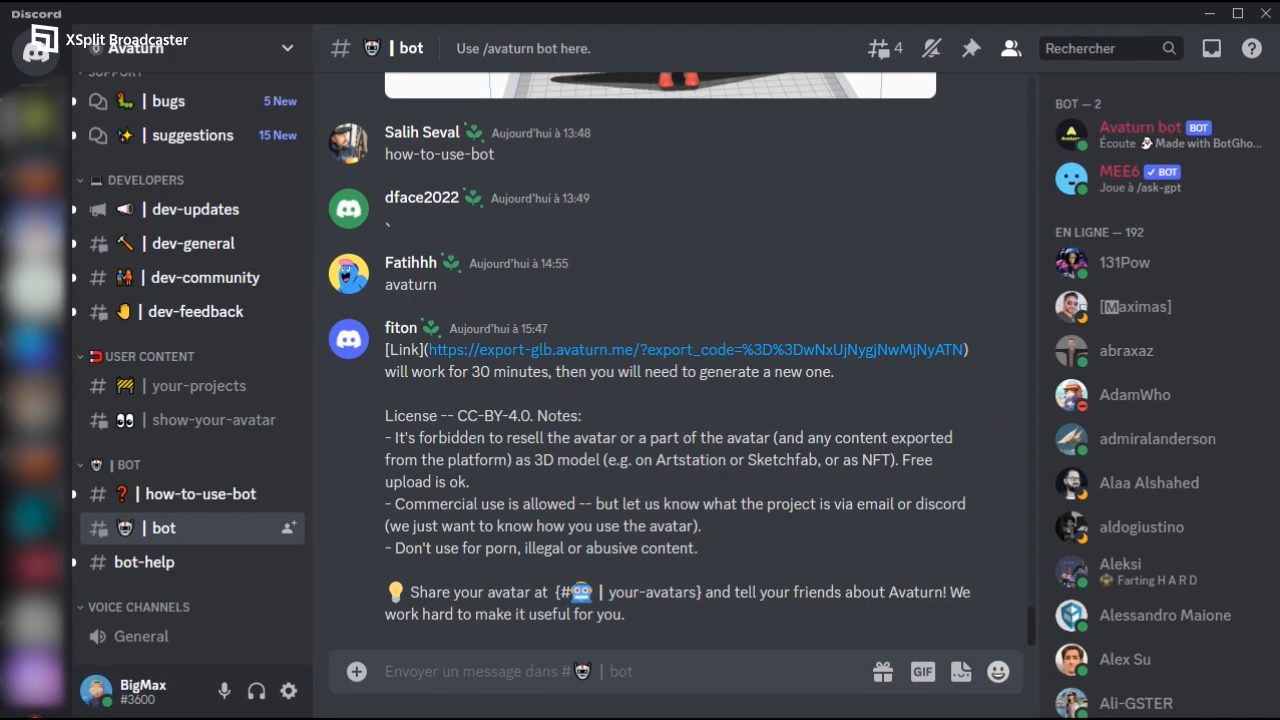 Discord
XSplit Broadcaster
Avaturn
SUPPORT
bugs
5 New
suggestions
15 New
DEVELOPERS
| dev-updates
| dev-general
| dev-community
| dev-feedback
USER CONTENT
| your-projects
| show-your-avatar
| BOT
| how-to-use-bot
| bot
bot-help
VOICE CHANNELS
General
BigMax
#3600
| bot
Use /avaturn bot here.
4
Rechercher
Salih Seval Aujourd'hui à 13:48
how-to-use-bot
dface2022 Aujourd'hui à 13:49
`
Fatihhh Aujourd'hui à 14:55
avaturn
fiton Aujourd'hui à 15:47
[Link](https://export-glb.avaturn.me/?export_code=%3D%3DwNxUjNygjNwMjNyATN)
will work for 30 minutes, then you will need to generate a new one.
License -- CC-BY-4.0. Notes:
- It's forbidden to resell the avatar or a part of the avatar (and any content exported
from the platform) as 3D model (e.g. on Artstation or Sketchfab, or as NFT). Free
upload is ok.
- Commercial use is allowed -- but let us know what the project is via email or discord
(we just want to know how you use the avatar).
- Don't use for porn, illegal or abusive content.
Share your avatar at {# | your-avatars} and tell your friends about Avaturn! We
work hard to make it useful for you.
Envoyer un message dans # | bot
GIF
BOT — 2
Avaturn bot BOT
Écoute Made with BotGho...
MEE6 ✓ BOT
Joue à /ask-gpt
EN LIGNE — 192
131Pow
[Maximas]
abraxaz
AdamWho
admiralanderson
Alaa Alshahed
aldogiustino
Aleksi
Farting H A R D
Alessandro Maione
Alex Su
Ali-GSTER